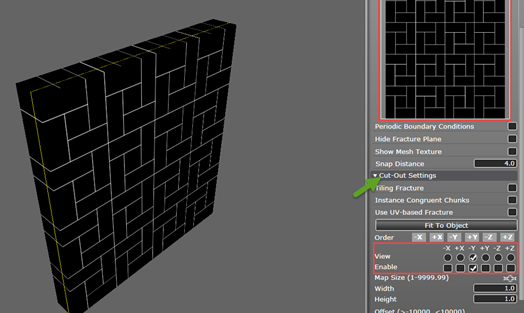 Periodic Boundary Conditions
Hide Fracture Plane
Show Mesh Texture
Snap Distance 4.0
Cut-Out Settings
Tiling Fracture
Instance Congruent Chunks
Use UV-based Fracture
Fit To Object
Order -X +X -Y +Y -Z +Z
-X +X -Y +Y -Z +Z
View
Enable
Map Size (1-9999.99)
Width 1.0
Height 1.0
Offset (>-10000, <10000)